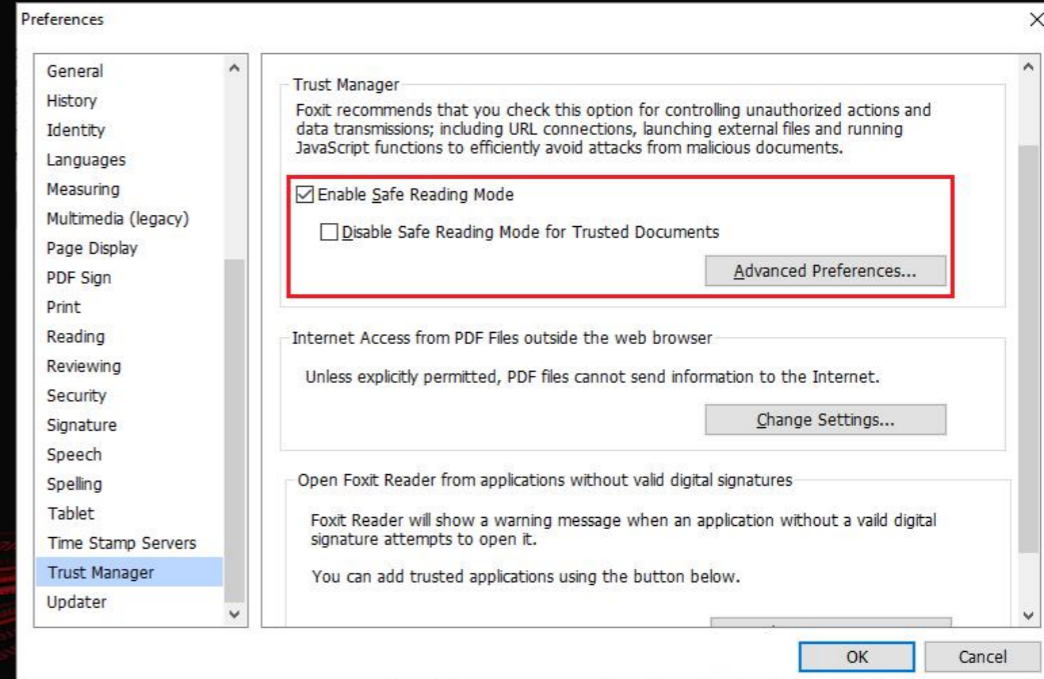 Preferences
General
History
Identity
Languages
Measuring
Multimedia (legacy)
Page Display
PDF Sign
Print
Reading
Reviewing
Security
Signature
Speech
Spelling
Tablet
Time Stamp Servers
Trust Manager
Updater
Trust Manager
Foxit recommends that you check this option for controlling unauthorized actions and
data transmissions; including URL connections, launching external files and running
JavaScript functions to efficiently avoid attacks from malicious documents.
Enable Safe Reading Mode
Disable Safe Reading Mode for Trusted Documents
Advanced Preferences...
Internet Access from PDF Files outside the web browser
Unless explicitly permitted, PDF files cannot send information to the Internet.
Change Settings...
Open Foxit Reader from applications without valid digital signatures
Foxit Reader will show a warning message when an application without a vaild digital
signature attempts to open it.
You can add trusted applications using the button below.
OK
Cancel